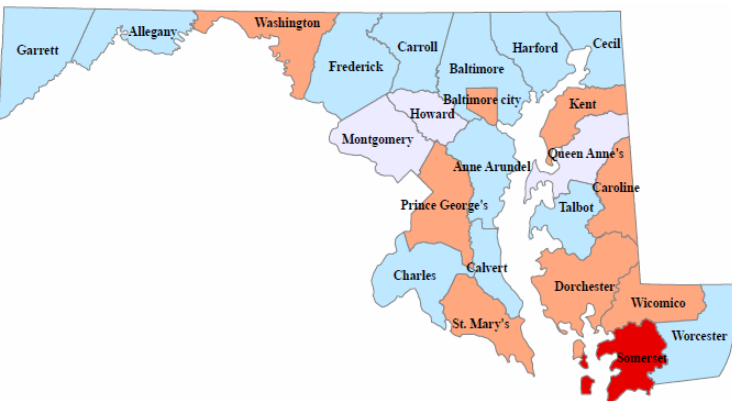 Garrett
Allegany
Washington
Frederick
Carroll
Baltimore
Harford
Cecil
Baltimore city
Howard
Montgomery
Kent
Queen Anne's
Anne Arundel
Caroline
Prince George's
Talbot
Charles
Calvert
Dorchester
Wicomico
St. Mary's
Worcester
Somerset